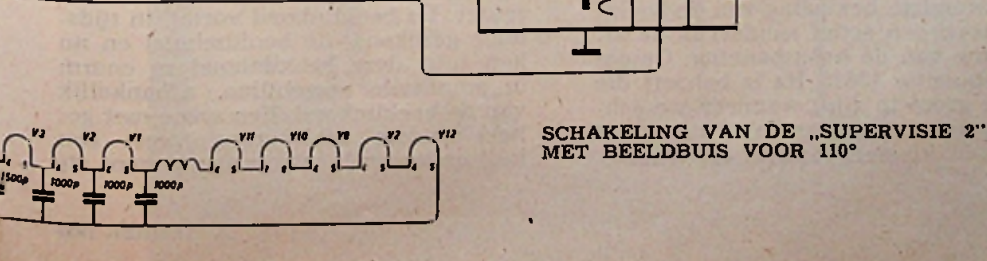 V3 V2 V1 V11 V10 V8 V2 V12
1500p 1000p 1000p 1000p
SCHAKELING VAN DE „SUPERVISIE 2”
MET BEELDBUIS VOOR 110°